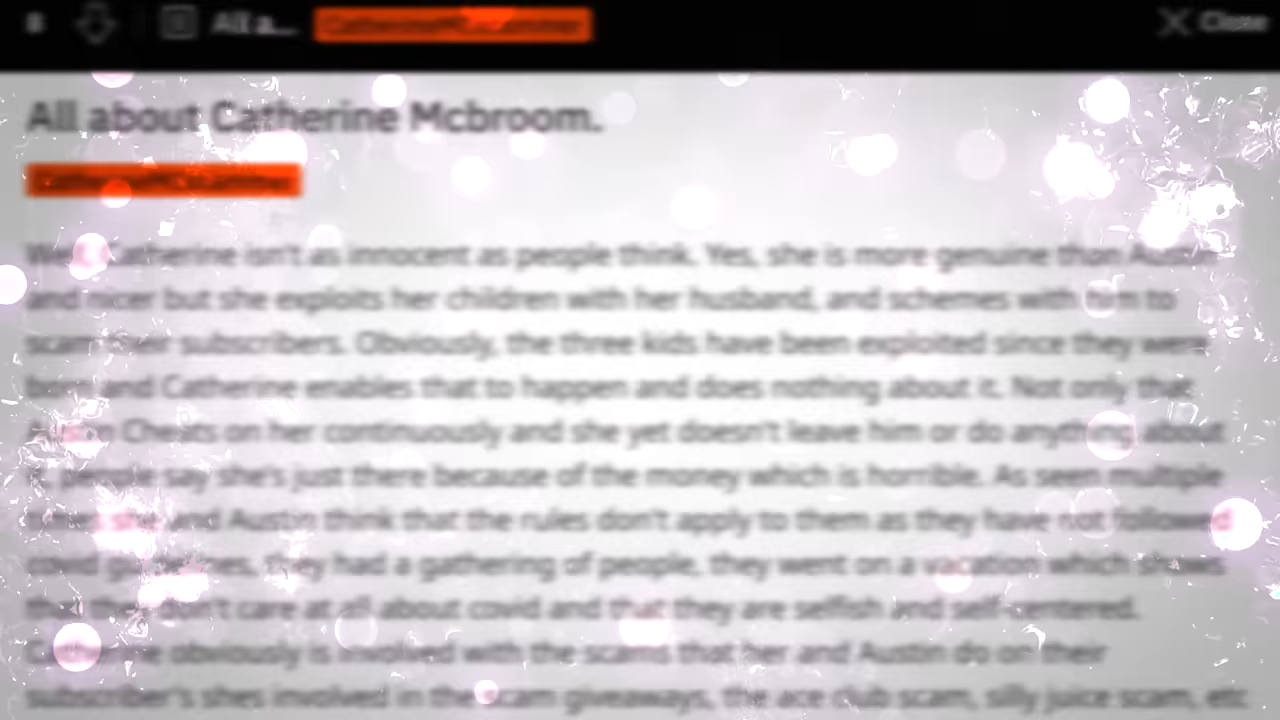 All a... 
Close
All about Catherine Mcbroom.
Catherine isn't as innocent as people think. Yes, she is more genuine than Austin
and nicer but she exploits her children with her husband, and schemes with him to
scam their subscribers. Obviously, the three kids have been exploited since they were
born and Catherine enables that to happen and does nothing about it. Not only that
Cheats on her continuously and she yet doesn't leave him or do anything about
people say she's just there because of the money which is horrible. As seen multiple
she and Austin think that the rules don't apply to them as they have not followed
covid they had a gathering of people, they went on a vacation which shows
that they don't care at all about covid and that they are selfish and self-centered.
obviously is involved with the scams that her and Austin do on their
subscriber's shes involved in the scam giveaways, the ace club scam, silly juice scam, etc